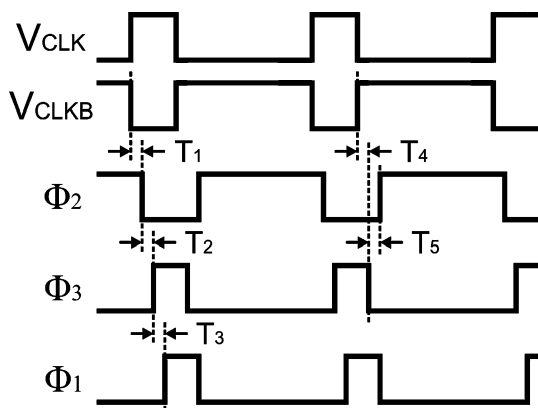 VCLK
VCLKB
T1 T4
Φ2
T2 T5
Φ3
T3
Φ1